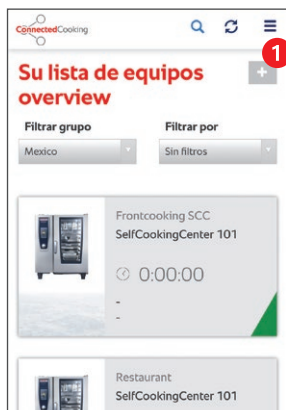 ConnectedCooking
1
Su lista de equipos
overview
+
Filtrar grupo
Filtrar por
Mexico
Sin filtros
Frontcooking SCC
SelfCookingCenter 101
0:00:00
-
-
Restaurant
SelfCookingCenter 101